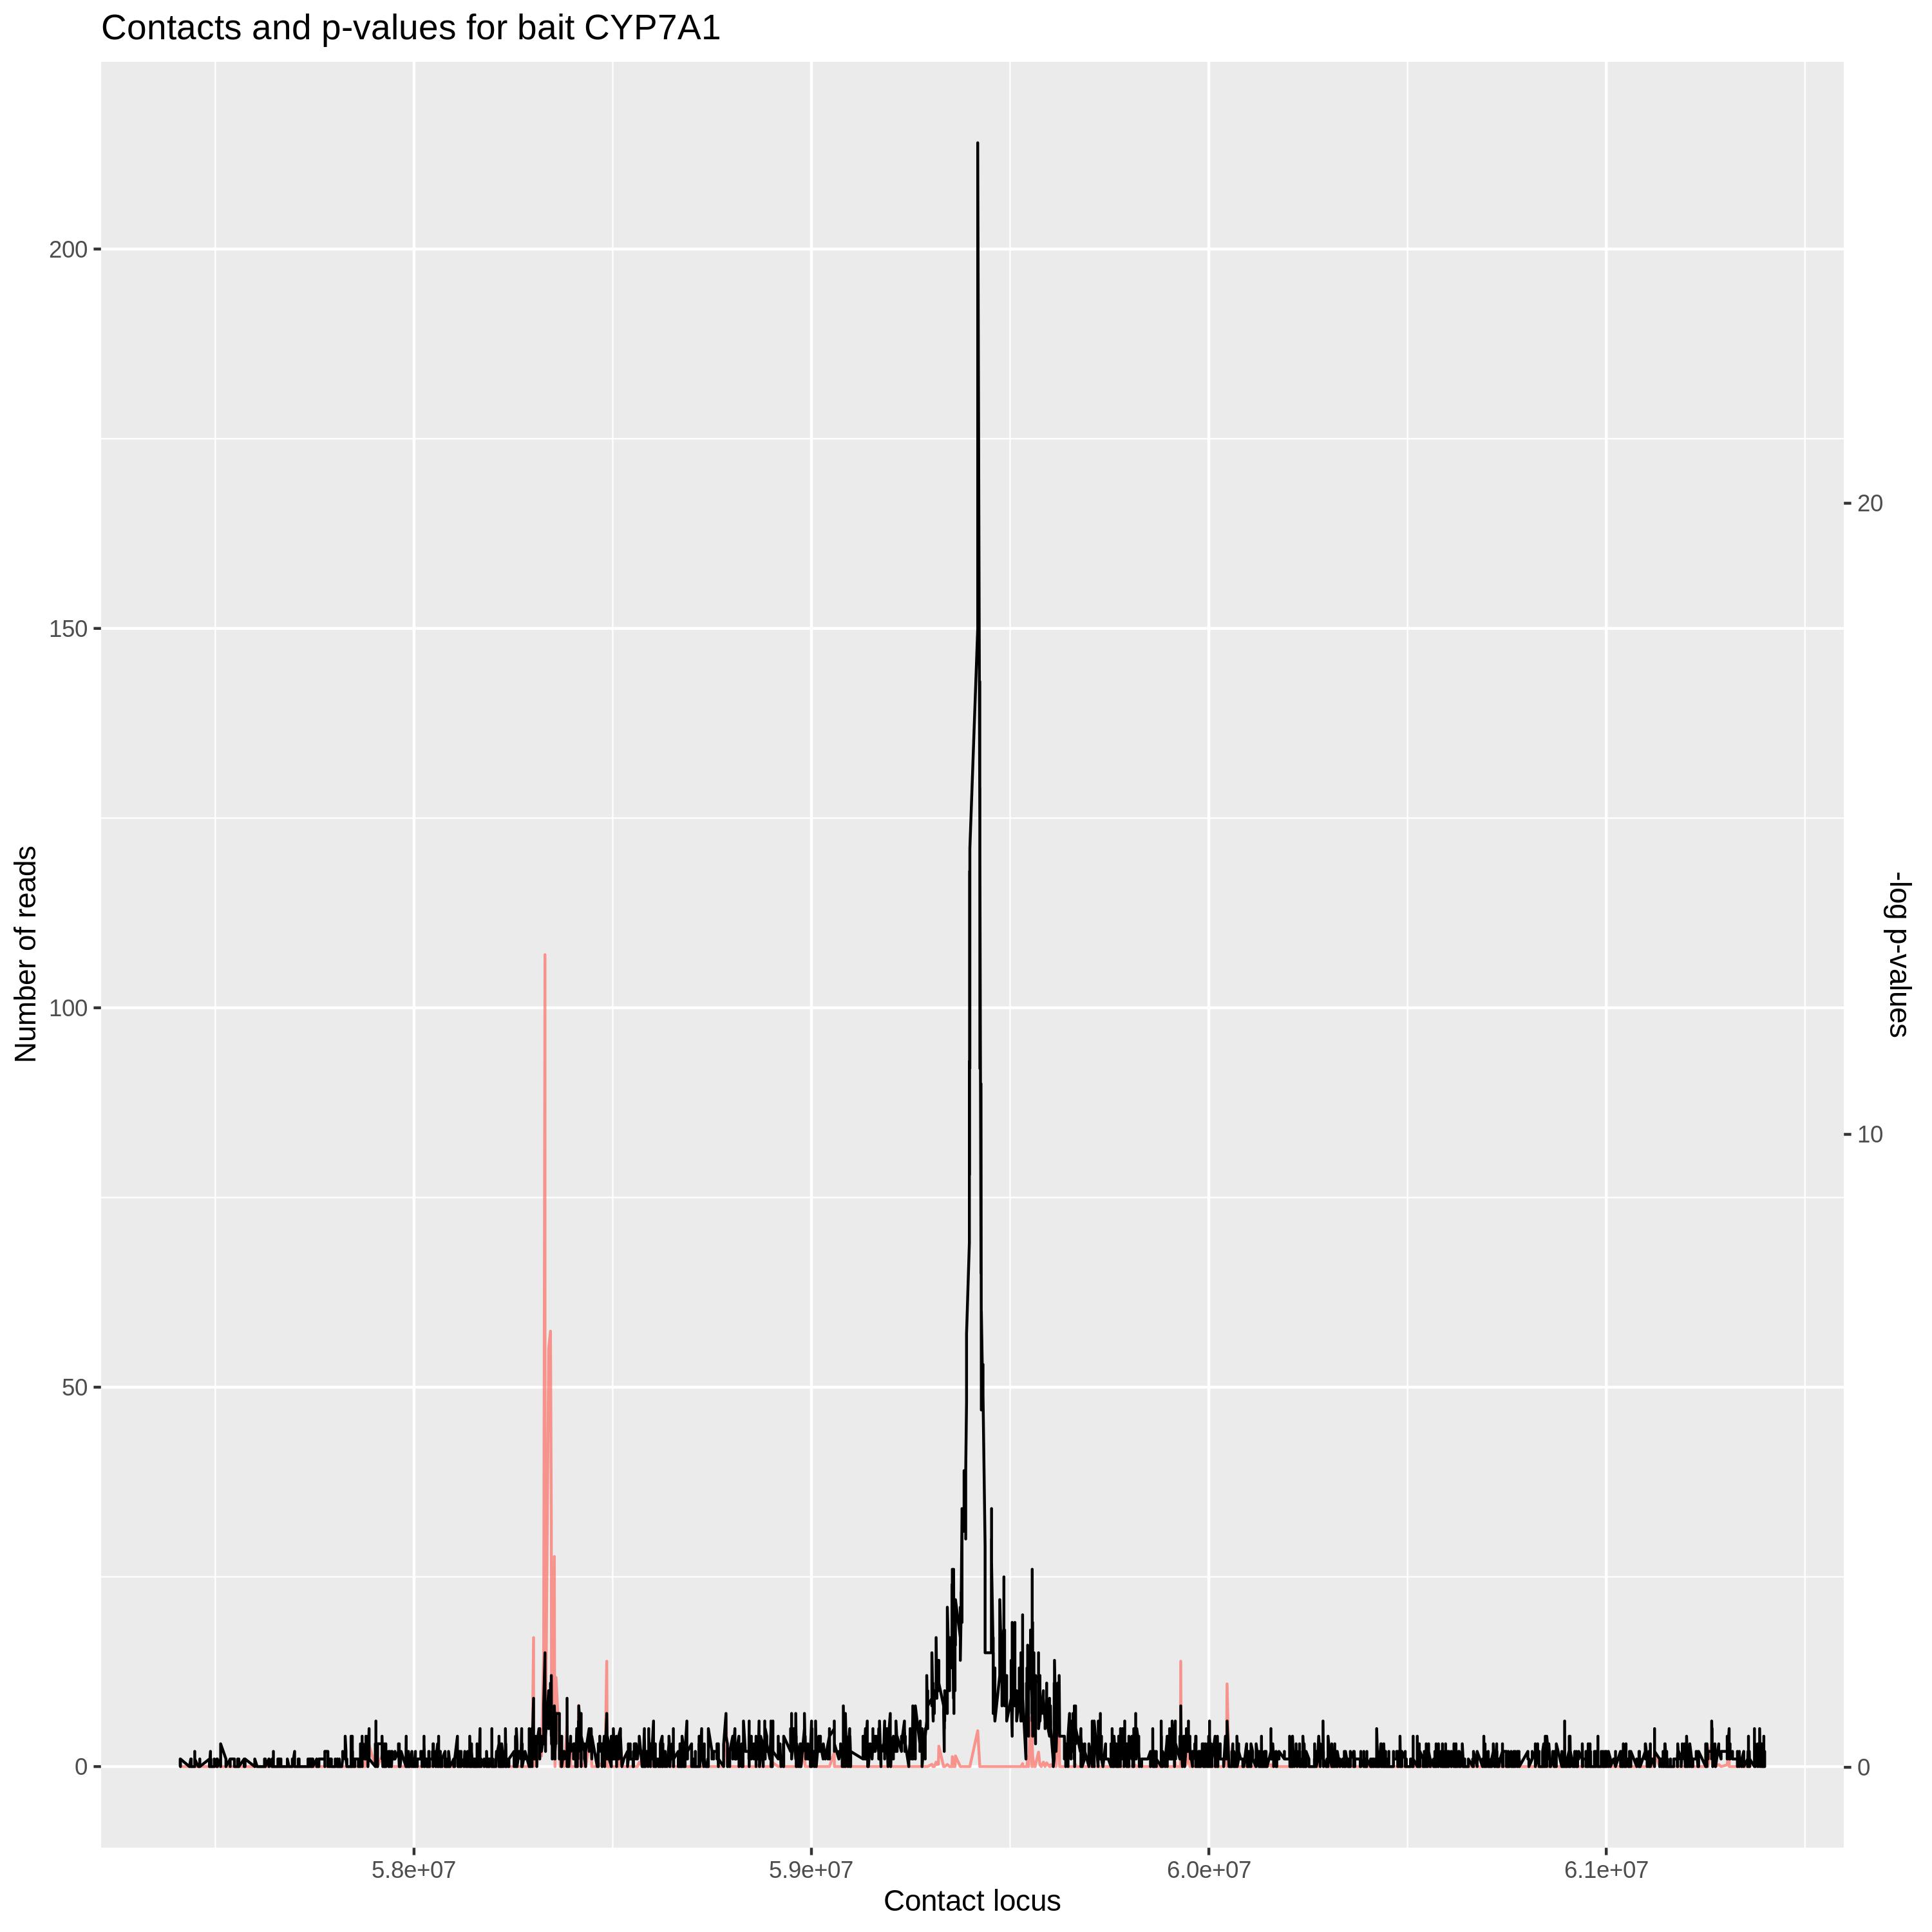 Contacts and p-values for bait CYP7A1
Number of reads
200
150
100
50
0
20
10
0
-log p-values
5.8e+07
5.9e+07
6.0e+07
6.1e+07
Contact locus